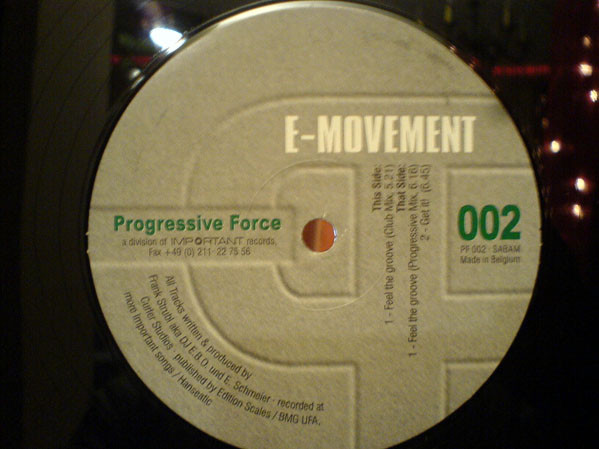 E-MOVEMENT
This Side:
1 - Feel the groove (Club Mix, 5.21)
That Side:
1 - Feel the groove (Progressive Mix, 6.16)
2 - Get it! (6.45)
Progressive Force
a division of IMPORTANT records.
Fax +49 (0) 211 22 75 56
002
PF 002 - SABAM
Made in Belgium
All Tracks written & produced by
Frank Strubl aka DJ E.B.O. und E. Schmeier - recorded at
Curler Studios - published by Edition Scales / BMG UFA.
more important songs / Hanseatic